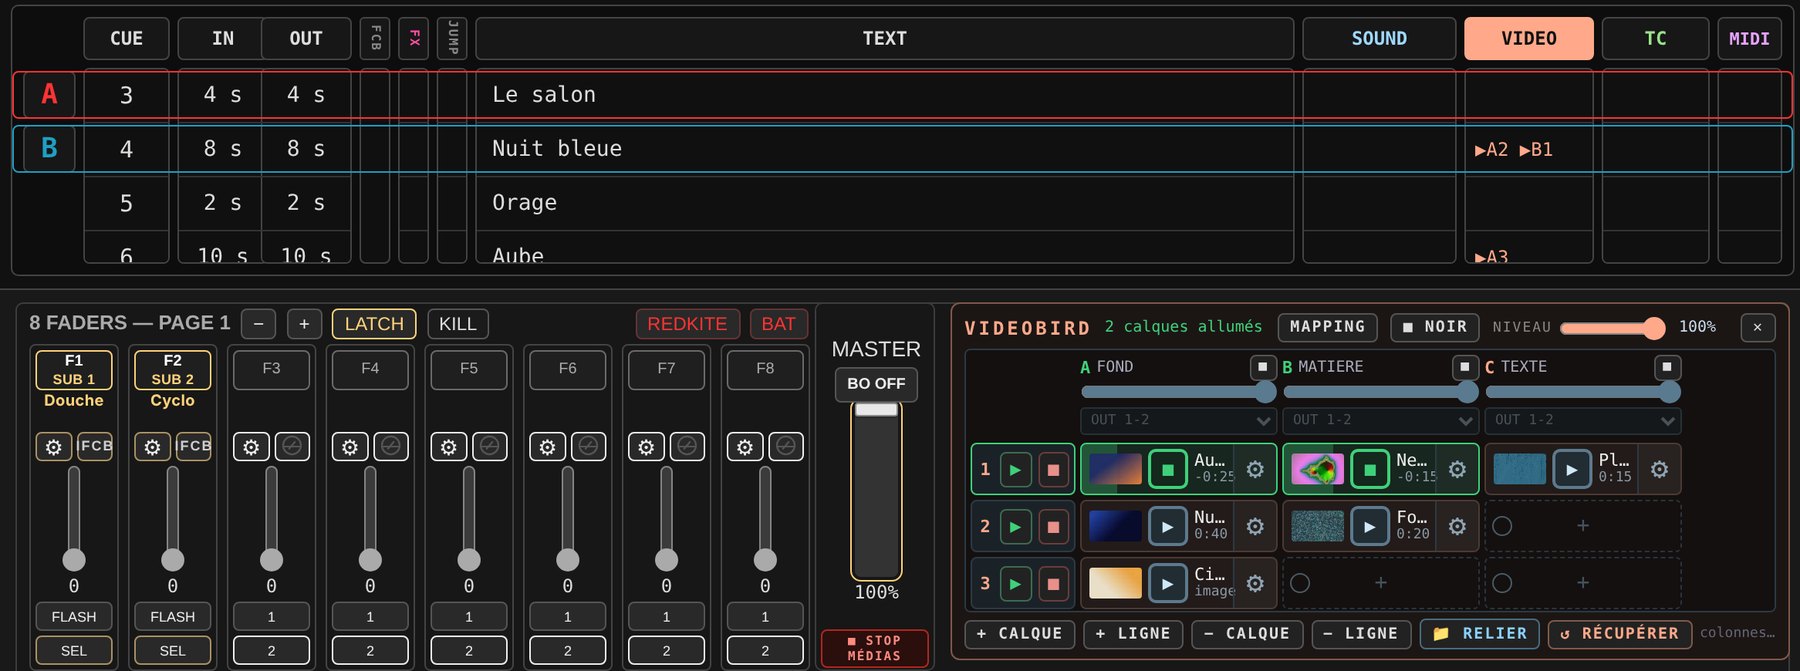 CUE IN OUT FCB FX JUMP TEXT SOUND VIDEO TC MIDI
A 3 4 s 4 s Le salon
B 4 8 s 8 s Nuit bleue ▶A2 ▶B1
5 2 s 2 s Orage
6 10 s 10 s Aube ▶A3
8 FADERS — PAGE 1 − + LATCH KILL REDKITE BAT
F1 F2 F3 F4 F5 F6 F7 F8
SUB 1 SUB 2
Douche Cyclo
IFCB IFCB
0 0 0 0 0 0 0 0
FLASH FLASH 1 1 1 1 1 1
SEL SEL 2 2 2 2 2 2
MASTER
BO OFF
100%
■ STOP
MÉDIAS
VIDEOBIRD 2 calques allumés MAPPING ■ NOIR NIVEAU 100% ×
A FOND ■ B MATIERE ■ C TEXTE ■
OUT 1-2 OUT 1-2 OUT 1-2
1 ▶ ■ Au… ■ Ne… ▶ Pl…
-0:25 -0:15 0:15
2 ▶ ■ ▶ Nu… ▶ Fo… +
0:40 0:20
3 ▶ ■ ▶ Ci… + +
image
+ CALQUE + LIGNE − CALQUE − LIGNE 📁 RELIER ↺ RÉCUPÉRER colonnes…